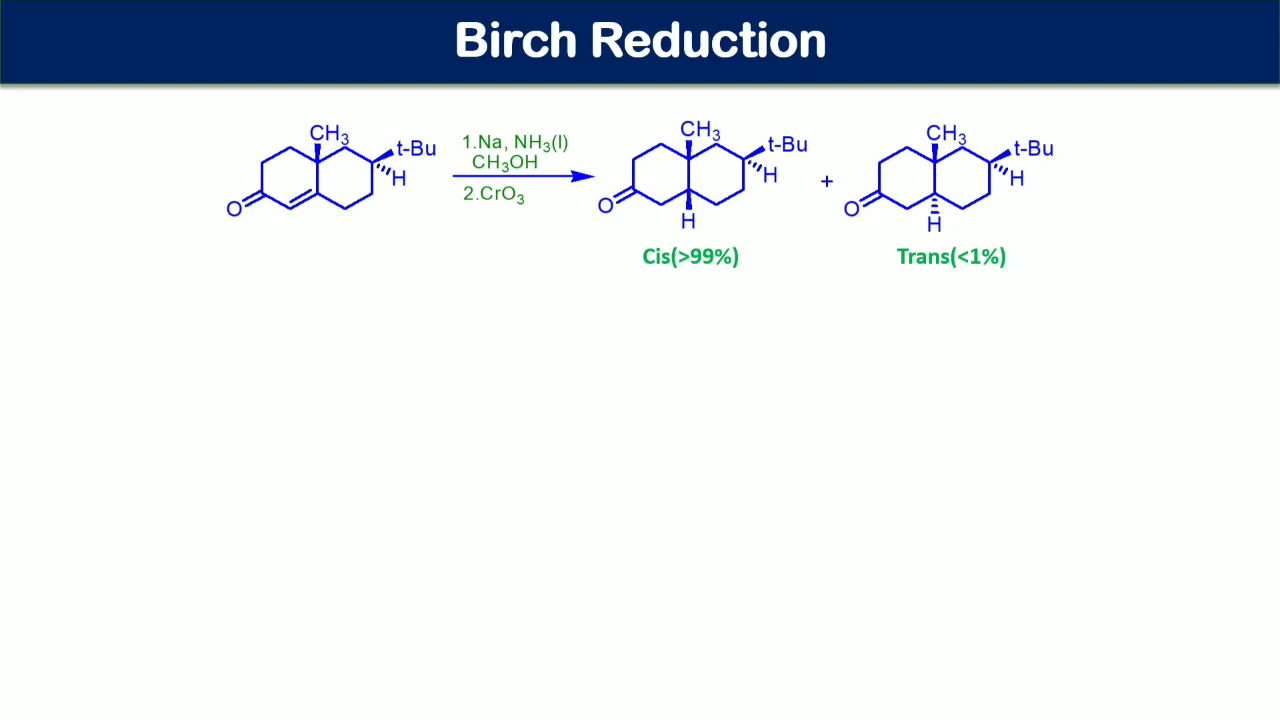 Birch Reduction
CH₃
t-Bu
H
O
1.Na, NH₃(l)
CH₃OH
2.CrO₃
CH₃
t-Bu
H
O
H
Cis(>99%)
+
CH₃
t-Bu
H
O
H
Trans(<1%)